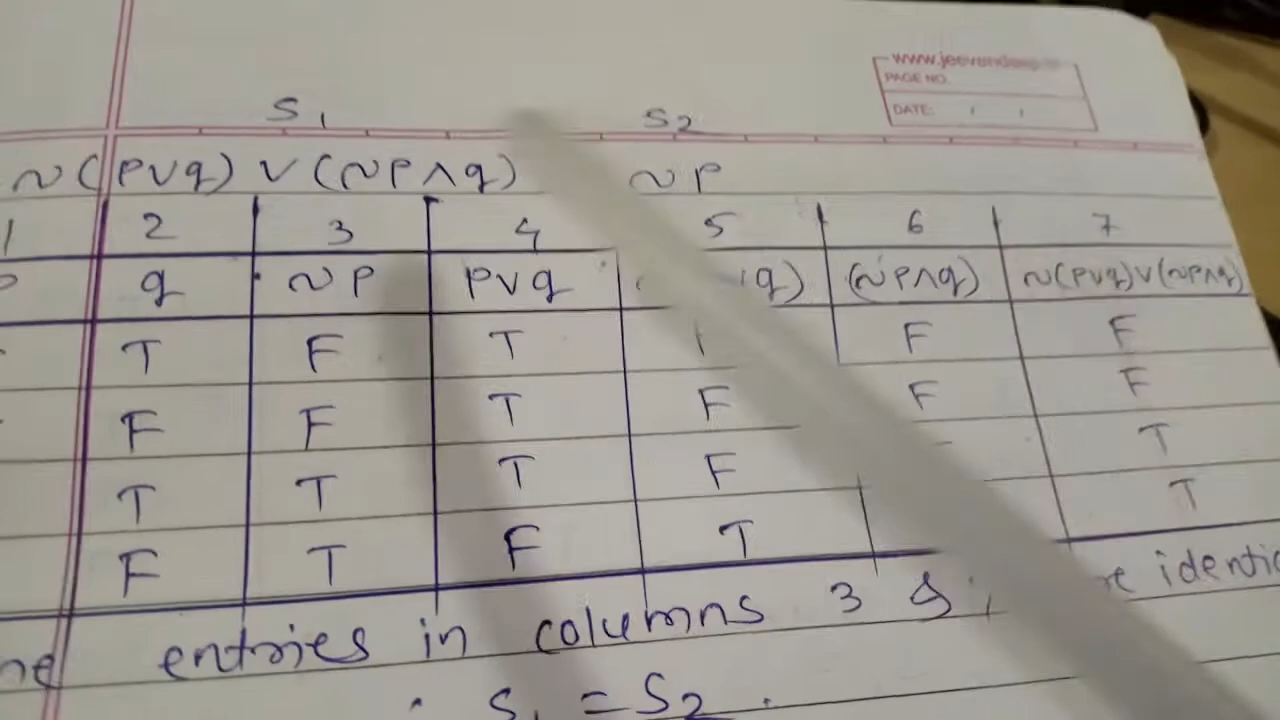 www.jeevandeep.in
PAGE NO.
DATE: / /
S1 S2
~(p∨q) ∨ (~p∧q) ~p
1 2 3 4 5 6 7
p q ~p p∨q q) (~p∧q) ~(p∨q)∨(~p∧q)
T F T F F
F F T F F F
T T T F T
F T F T T
entries in columns 3 & identic
∴ S1 = S2.